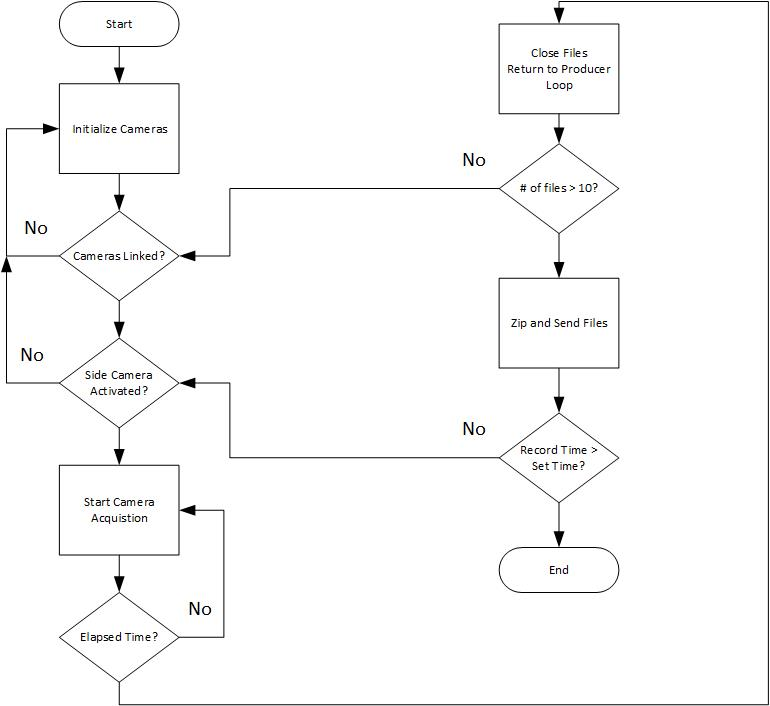 Start
Initialize Cameras
No
Cameras Linked?
No
Side Camera
Activated?
Start Camera
Acquistion
No
Elapsed Time?
Close Files
Return to Producer
Loop
No
# of files > 10?
Zip and Send Files
No
Record Time >
Set Time?
End